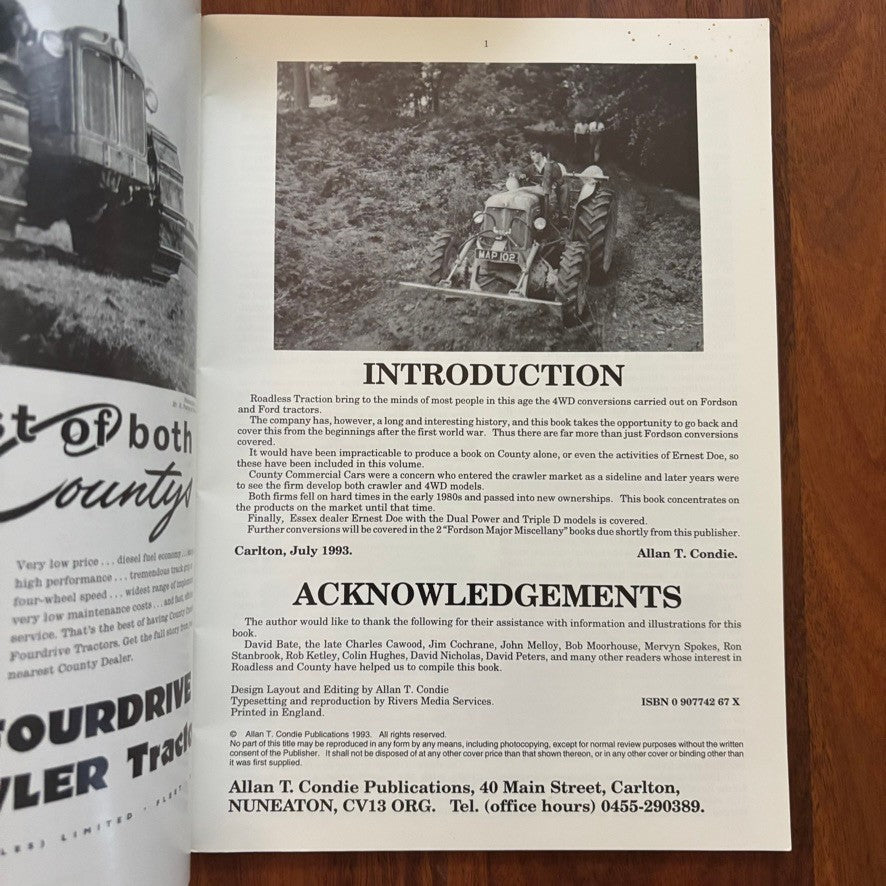 st of both
Countys
Very low price . . . diesel fuel economy . . .
high performance . . . tremendous track
four-wheel speed . . . widest range of implements
very low maintenance costs . . . and fast,
service. That's the best of having County
Fourdrive Tractors. Get the full story from
nearest County Dealer.
FOURDRIVE
LER Tracto
LES) LIMITED · FLEET
1
MAP 102
INTRODUCTION
Roadless Traction bring to the minds of most people in this age the 4WD conversions carried out on Fordson
and Ford tractors.
The company has, however, a long and interesting history, and this book takes the opportunity to go back and
cover this from the beginnings after the first world war. Thus there are far more than just Fordson conversions
covered.
It would have been impracticable to produce a book on County alone, or even the activities of Ernest Doe, so
these have been included in this volume.
County Commercial Cars were a concern who entered the crawler market as a sideline and later years were
to see the firm develop both crawler and 4WD models.
Both firms fell on hard times in the early 1980s and passed into new ownerships. This book concentrates on
the products on the market until that time.
Finally, Essex dealer Ernest Doe with the Dual Power and Triple D models is covered.
Further conversions will be covered in the 2 "Fordson Major Miscellany" books due shortly from this publisher.
Carlton, July 1993. Allan T. Condie.
ACKNOWLEDGEMENTS
The author would like to thank the following for their assistance with information and illustrations for this
book.
David Bate, the late Charles Cawood, Jim Cochrane, John Melloy, Bob Moorhouse, Mervyn Spokes, Ron
Stanbrook, Rob Ketley, Colin Hughes, David Nicholas, David Peters, and many other readers whose interest in
Roadless and County have helped us to compile this book.
Design Layout and Editing by Allan T. Condie
Typesetting and reproduction by Rivers Media Services. ISBN 0 907742 67 X
Printed in England.
© Allan T. Condie Publications 1993. All rights reserved.
No part of this title may be reproduced in any form by any means, including photocopying, except for normal review purposes without the written
consent of the Publisher. It shall not be disposed of at any other cover price than that shown thereon, or in any other cover or binding other than
it was first supplied.
Allan T. Condie Publications, 40 Main Street, Carlton,
NUNEATON, CV13 ORG. Tel. (office hours) 0455-290389.